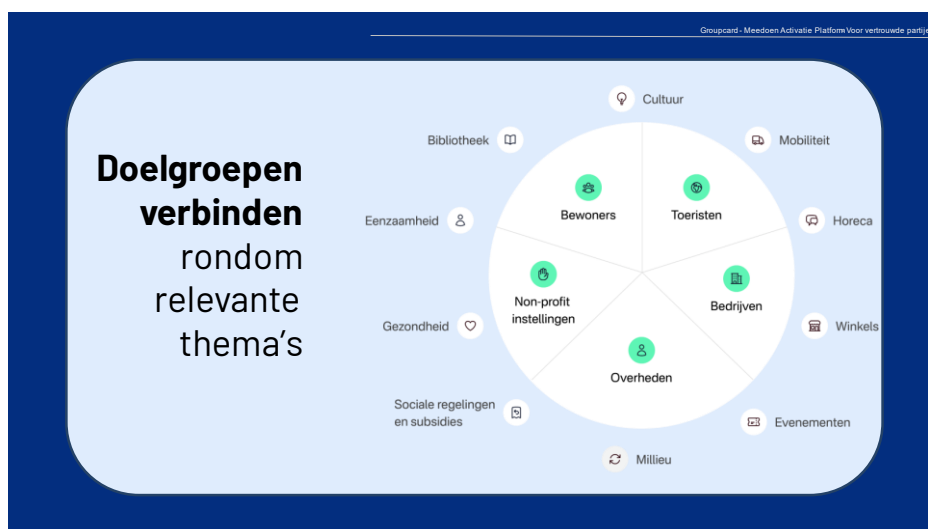 Groupcard - Meedoen Activatie Platform Voor vertrouwde partije
Doelgroepen
verbinden
rondom
relevante
thema's
Cultuur
Bibliotheek
Mobiliteit
Bewoners
Toeristen
Eenzaamheid
Horeca
Non-profit
instellingen
Bedrijven
Gezondheid
Winkels
Overheden
Sociale regelingen
en subsidies
Evenementen
Millieu